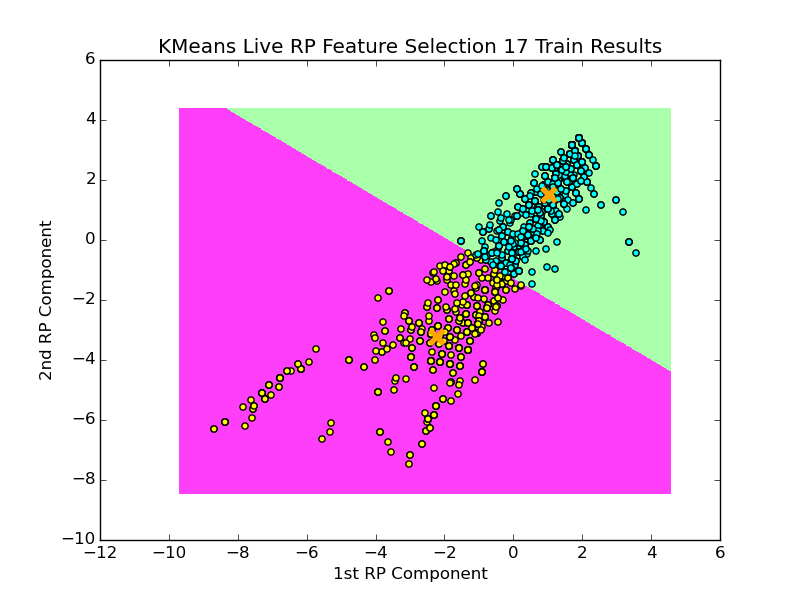 KMeans Live RP Feature Selection 17 Train Results
6
4
2
0
−2
−4
−6
−8
−10
2nd RP Component
−12 −10 −8 −6 −4 −2 0 2 4 6
1st RP Component